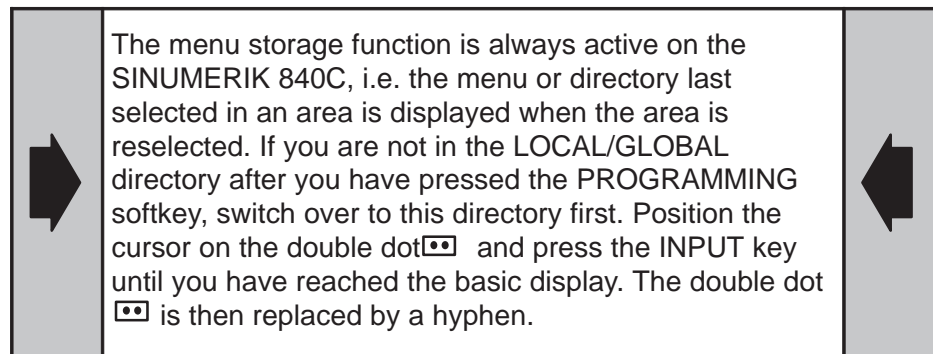 The menu storage function is always active on the
SINUMERIK 840C, i.e. the menu or directory last
selected in an area is displayed when the area is
reselected. If you are not in the LOCAL/GLOBAL
directory after you have pressed the PROGRAMMING
softkey, switch over to this directory first. Position the
cursor on the double dot.. and press the INPUT key
until you have reached the basic display. The double dot
.. is then replaced by a hyphen.